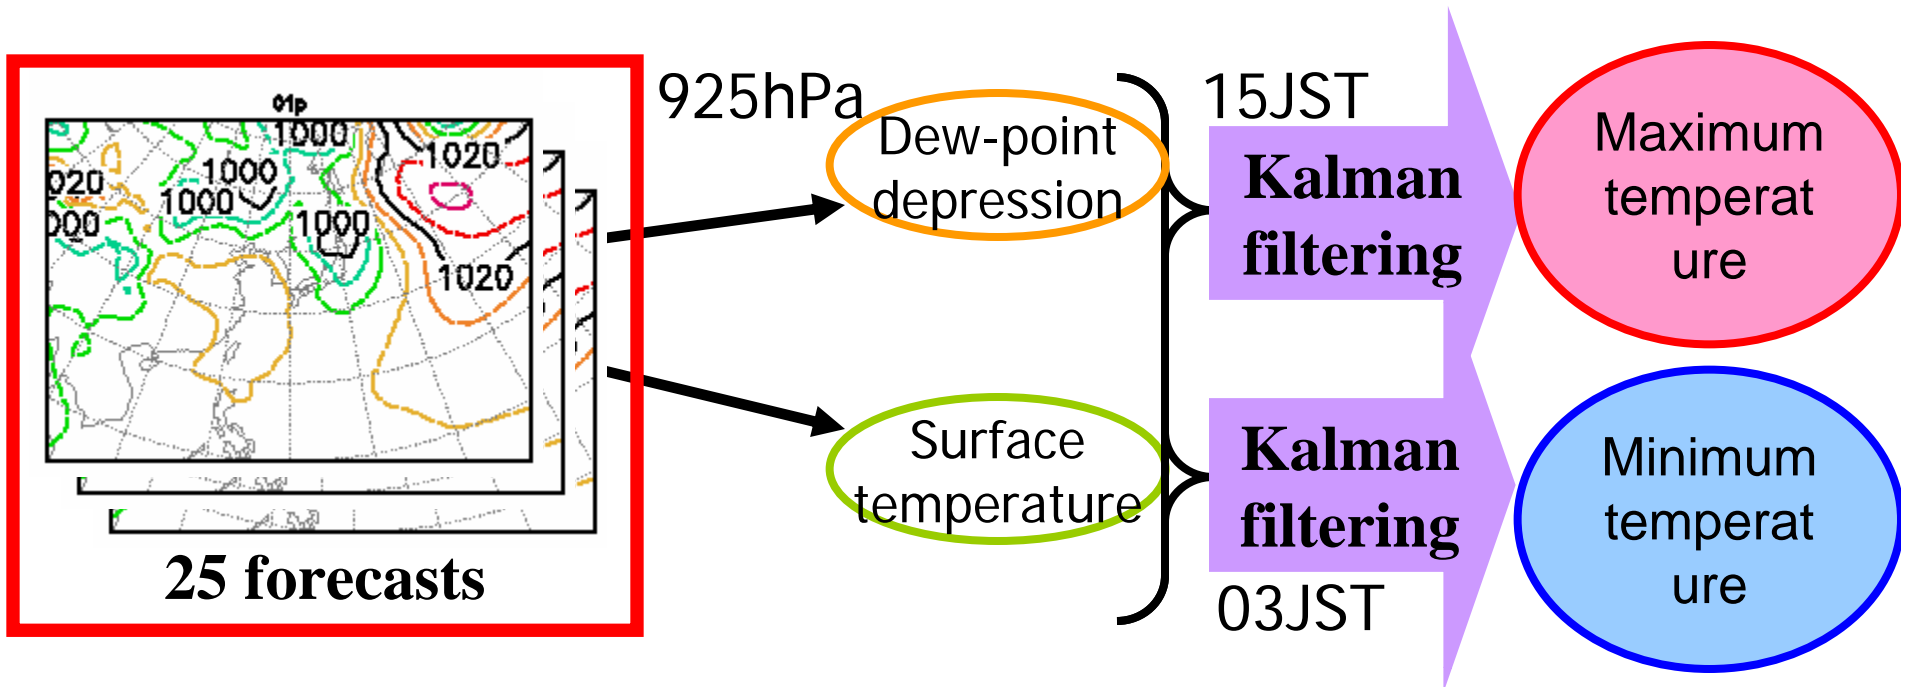 01p
1000
1020
1000
020
1000
000
1000
1020
25 forecasts
925hPa
Dew-point
depression
Surface
temperature
15JST
Kalman
filtering
Kalman
filtering
03JST
Maximum
temperat
ure
Minimum
temperat
ure